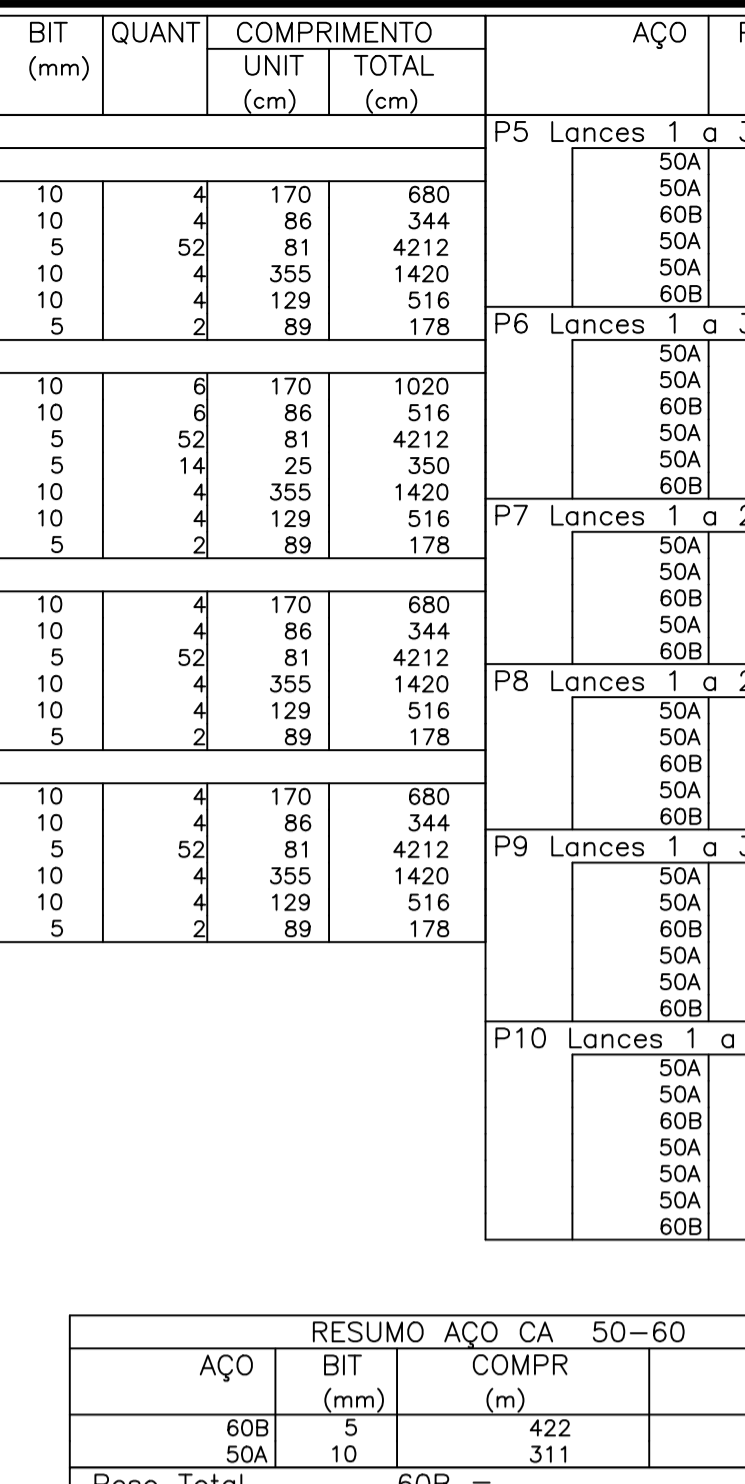 BIT QUANT COMPRIMENTO
(mm) UNIT TOTAL
(cm) (cm)
10 4 170 680
10 4 86 344
5 52 81 4212
10 4 355 1420
10 4 129 516
5 2 89 178
10 6 170 1020
10 6 86 516
5 52 81 4212
5 14 25 350
10 4 355 1420
10 4 129 516
5 2 89 178
10 4 170 680
10 4 86 344
5 52 81 4212
10 4 355 1420
10 4 129 516
5 2 89 178
10 4 170 680
10 4 86 344
5 52 81 4212
10 4 355 1420
10 4 129 516
5 2 89 178
AÇO
P5 Lances 1 a 3
50A
50A
60B
50A
50A
60B
P6 Lances 1 a 3
50A
50A
60B
50A
50A
60B
P7 Lances 1 a 2
50A
50A
60B
50A
60B
P8 Lances 1 a 2
50A
50A
60B
50A
60B
P9 Lances 1 a 3
50A
50A
60B
50A
50A
60B
P10 Lances 1 a
50A
50A
60B
50A
50A
50A
60B
RESUMO AÇO CA 50-60
AÇO BIT COMPR
(mm) (m)
60B 5 422
50A 10 311
Peso Total 60B =